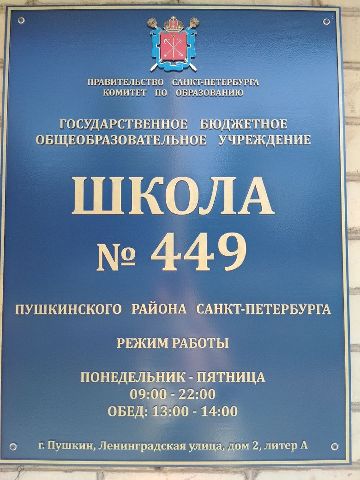 ПРАВИТЕЛЬСТВО САНКТ-ПЕТЕРБУРГА
КОМИТЕТ ПО ОБРАЗОВАНИЮ
ГОСУДАРСТВЕННОЕ БЮДЖЕТНОЕ
ОБЩЕОБРАЗОВАТЕЛЬНОЕ УЧРЕЖДЕНИЕ
ШКОЛА
№ 449
ПУШКИНСКОГО РАЙОНА САНКТ-ПЕТЕРБУРГА
РЕЖИМ РАБОТЫ
ПОНЕДЕЛЬНИК - ПЯТНИЦА
09:00 - 22:00
ОБЕД: 13:00 - 14:00
г. Пушкин, Ленинградская улица, дом 2, литер А